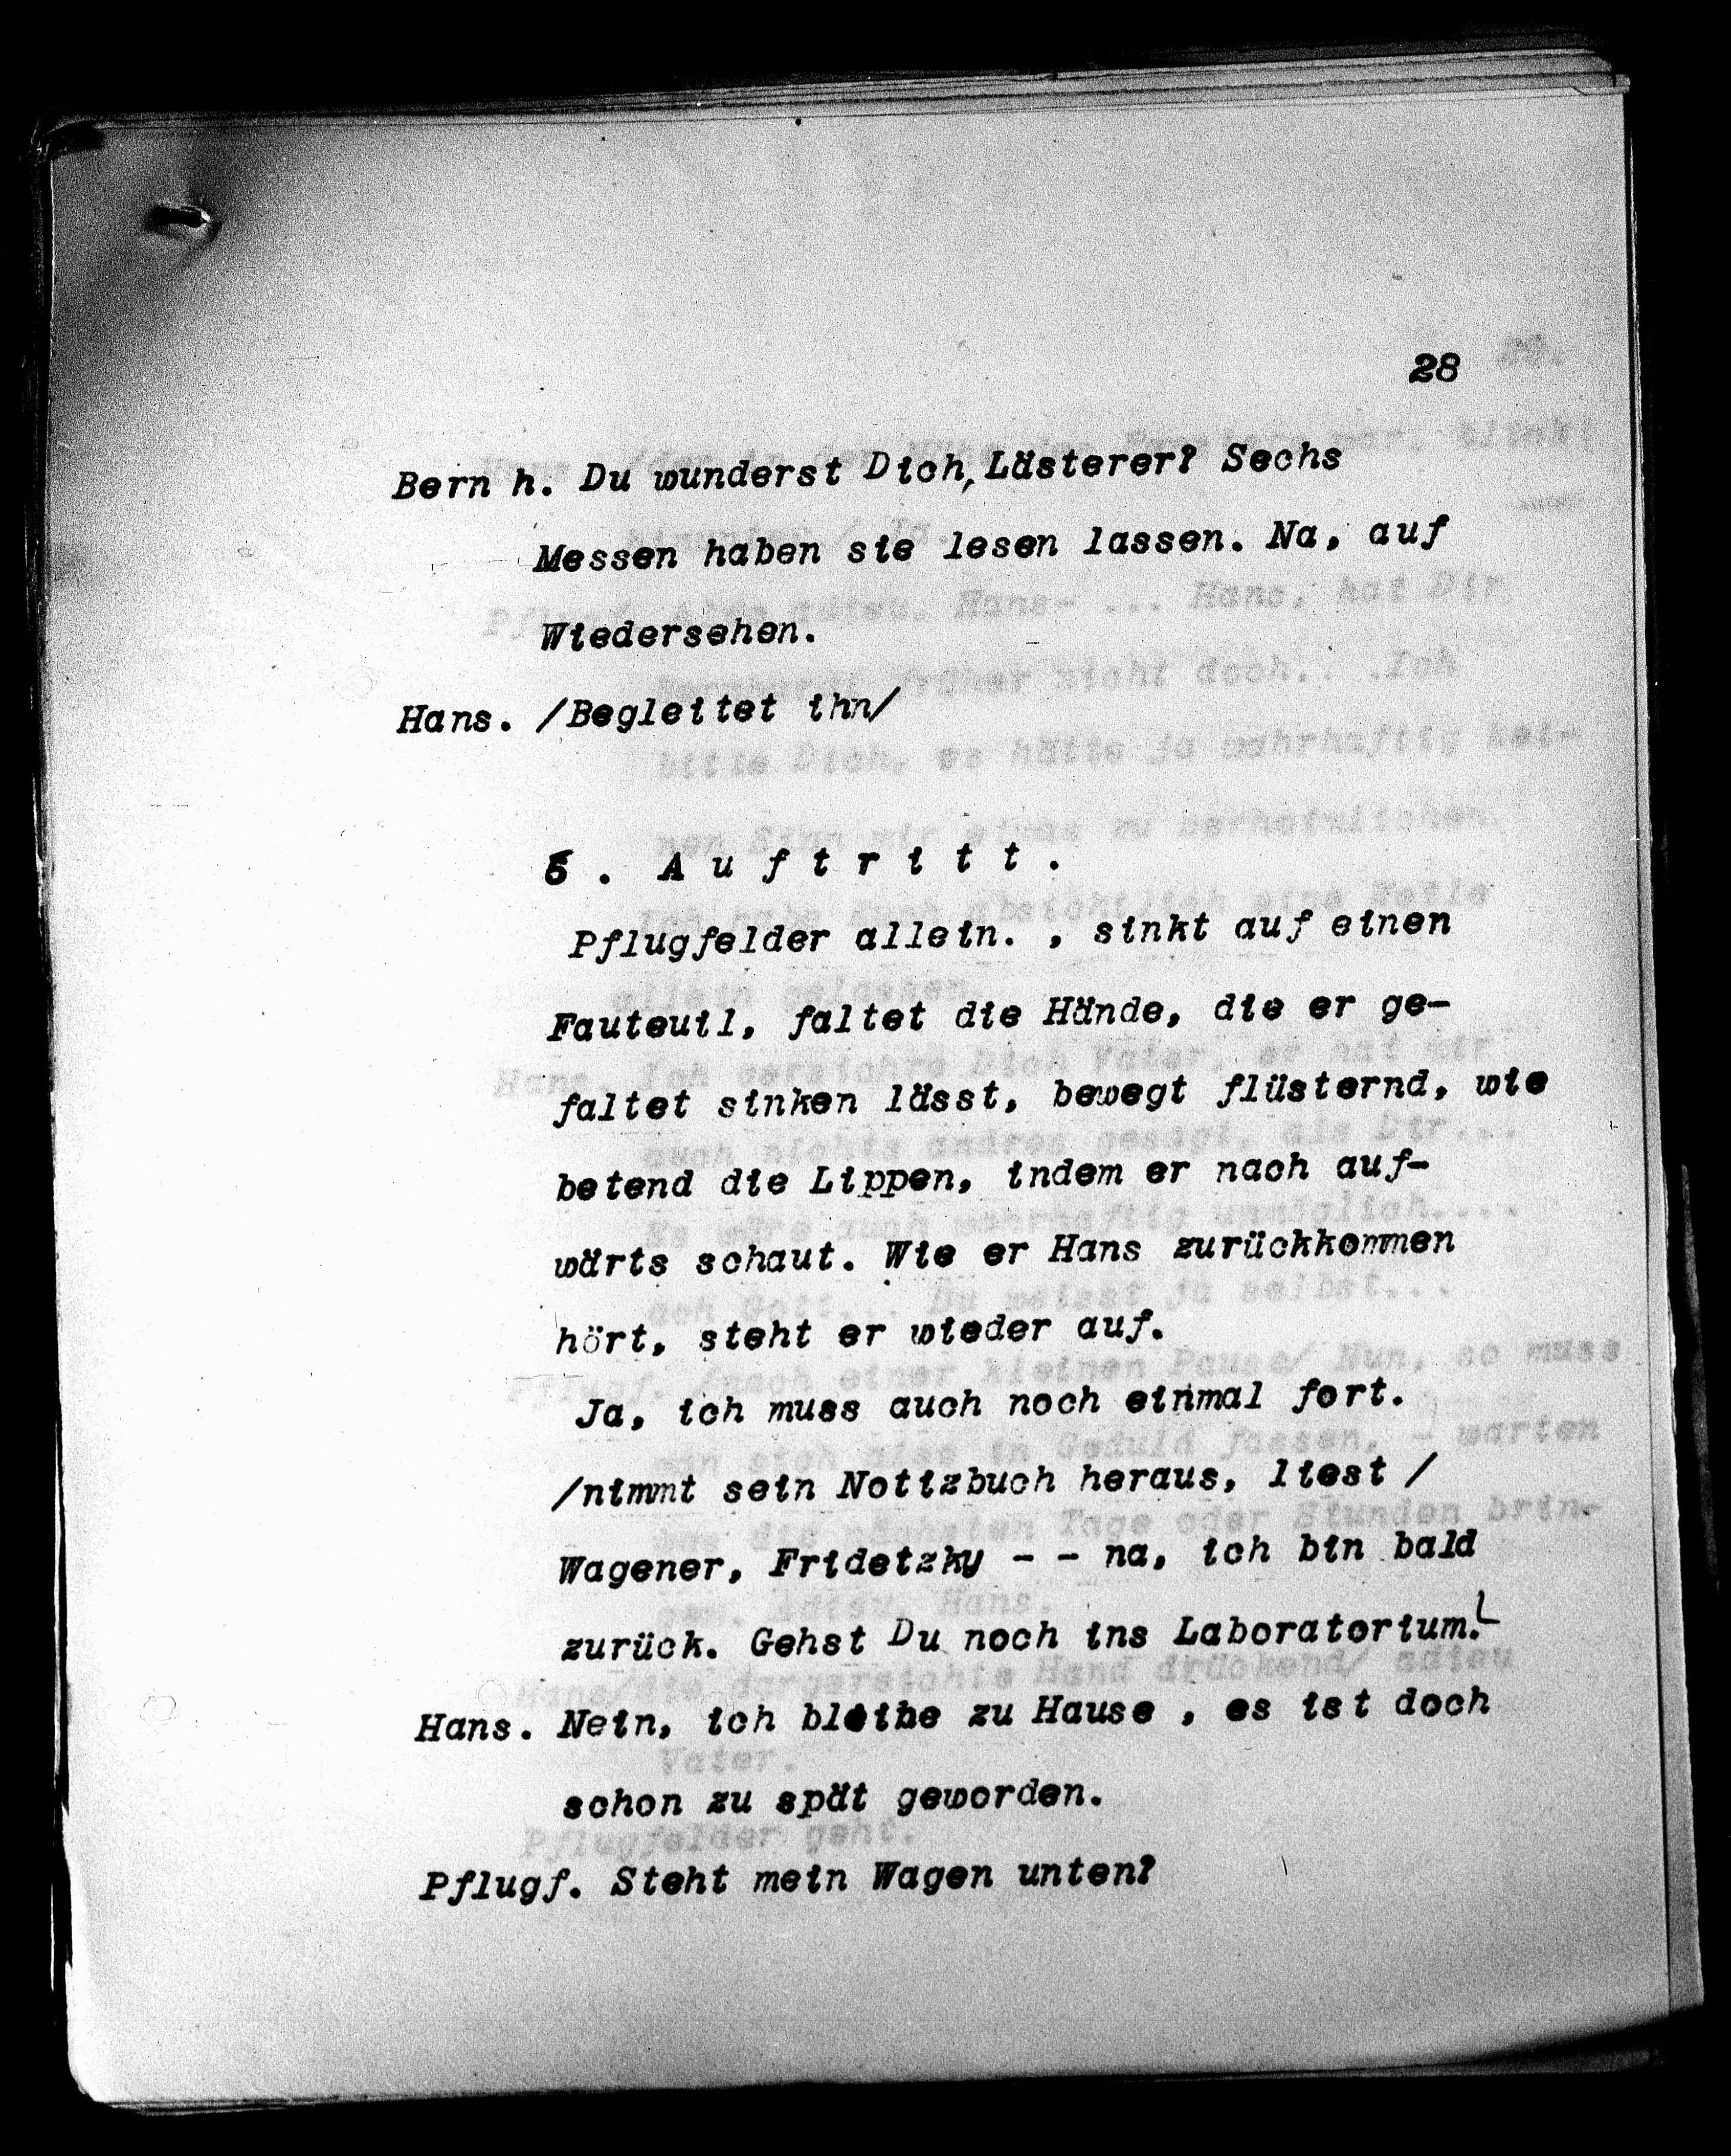 28
Bern h. Du wunderst Dich, Lästerer? Sechs
Messen haben sie lesen lassen. Na, auf
Wiedersehen.
Hans. /Begleitet ihn/
5. Auftritt.
Pflugfelder allein. , sinkt auf einen
Fauteuil, faltet die Hände, die er ge-
faltet sinken lässt, bewegt flüsternd, wie
betend die Lippen, indem er nach auf-
wärts schaut. Wie er Hans zurückkommen
hört, steht er wieder auf.
Ja, ich muss auch noch einmal fort.
/nimmt sein Notizbuch heraus, liest /
Wagener, Fridetzky - - na, ich bin bald
zurück. Gehst Du noch ins Laboratorium.
Hans. Nein, ich bleibe zu Hause , es ist doch
schon zu spät geworden.
Pflugf. Steht mein Wagen unten?